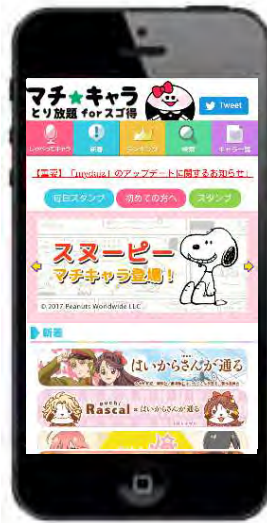 マチ★キャラ
とり放題 for スゴ得
Tweet
しゃべってキャラ
新着
ランキング
検索
キャラ一覧
【重要】「mydaiz」のアップデートに関するお知らせ
毎日スタンプ
初めての方へ
スタンプ
スヌーピー
マチキャラ登場!
© 2017 Peanuts Worldwide LLC
新着
はいからさんが通る
Rascal × はいからさんが通る